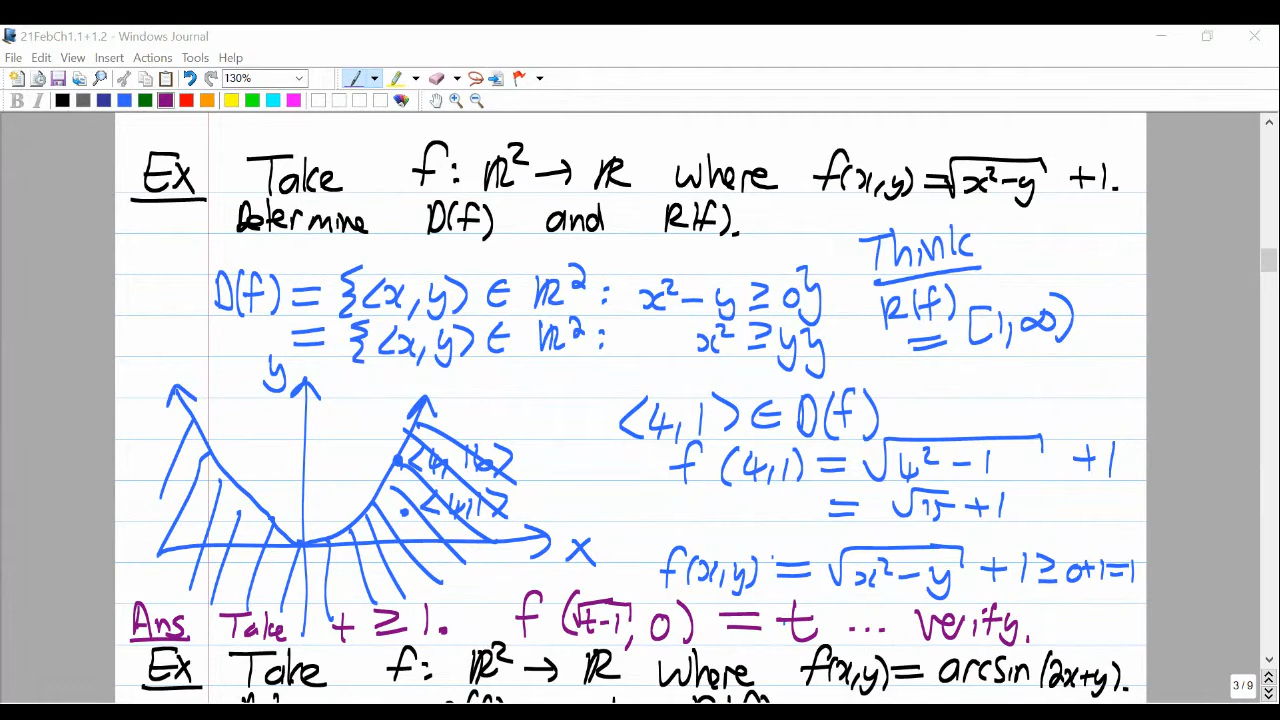 21FebCh1.1+1.2 - Windows Journal
File Edit View Insert Actions Tools Help
130%
B I
Ex Take f: ℝ² → ℝ where f(x,y) = √(x²-y) + 1.
Determine D(f) and R(f).
Think
D(f) = {<x,y> ∈ ℝ² : x²-y ≥ 0}
R(f) = [1,∞)
= {<x,y> ∈ ℝ² : x² ≥ y}
y
<4,1> ∈ D(f)
<4,16>
f(4,1) = √(4²-1) + 1
<4,1>
= √15 + 1
x
f(x,y) = √(x²-y) + 1 ≥ 0+1=1
Ans Take t ≥ 1. f(√(t-1), 0) = t ... verify.
Ex Take f: ℝ² → ℝ where f(x,y) = arcsin(2x+y).
3 / 9